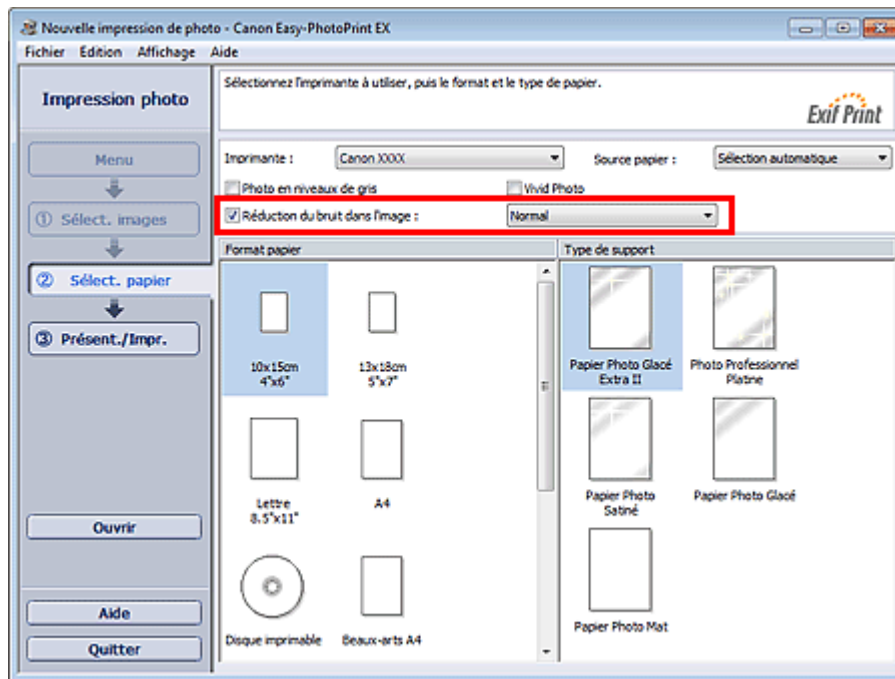 Nouvelle impression de photo - Canon Easy-PhotoPrint EX
Fichier Edition Affichage Aide
Impression photo
Sélectionnez l'imprimante à utiliser, puis le format et le type de papier.
Exif Print
Menu
① Sélect. images
② Sélect. papier
③ Présent./Impr.
Ouvrir
Aide
Quitter
Imprimante : Canon XXXX Source papier : Sélection automatique
Photo en niveaux de gris Vivid Photo
Réduction du bruit dans l'image : Normal
Format papier
10x15cm
4"x6"
13x18cm
5"x7"
Lettre
8.5"x11"
A4
Disque imprimable
Beaux-arts A4
Type de support
Papier Photo Glacé
Extra II
Photo Professionnel
Platine
Papier Photo
Satiné
Papier Photo Glacé
Papier Photo Mat